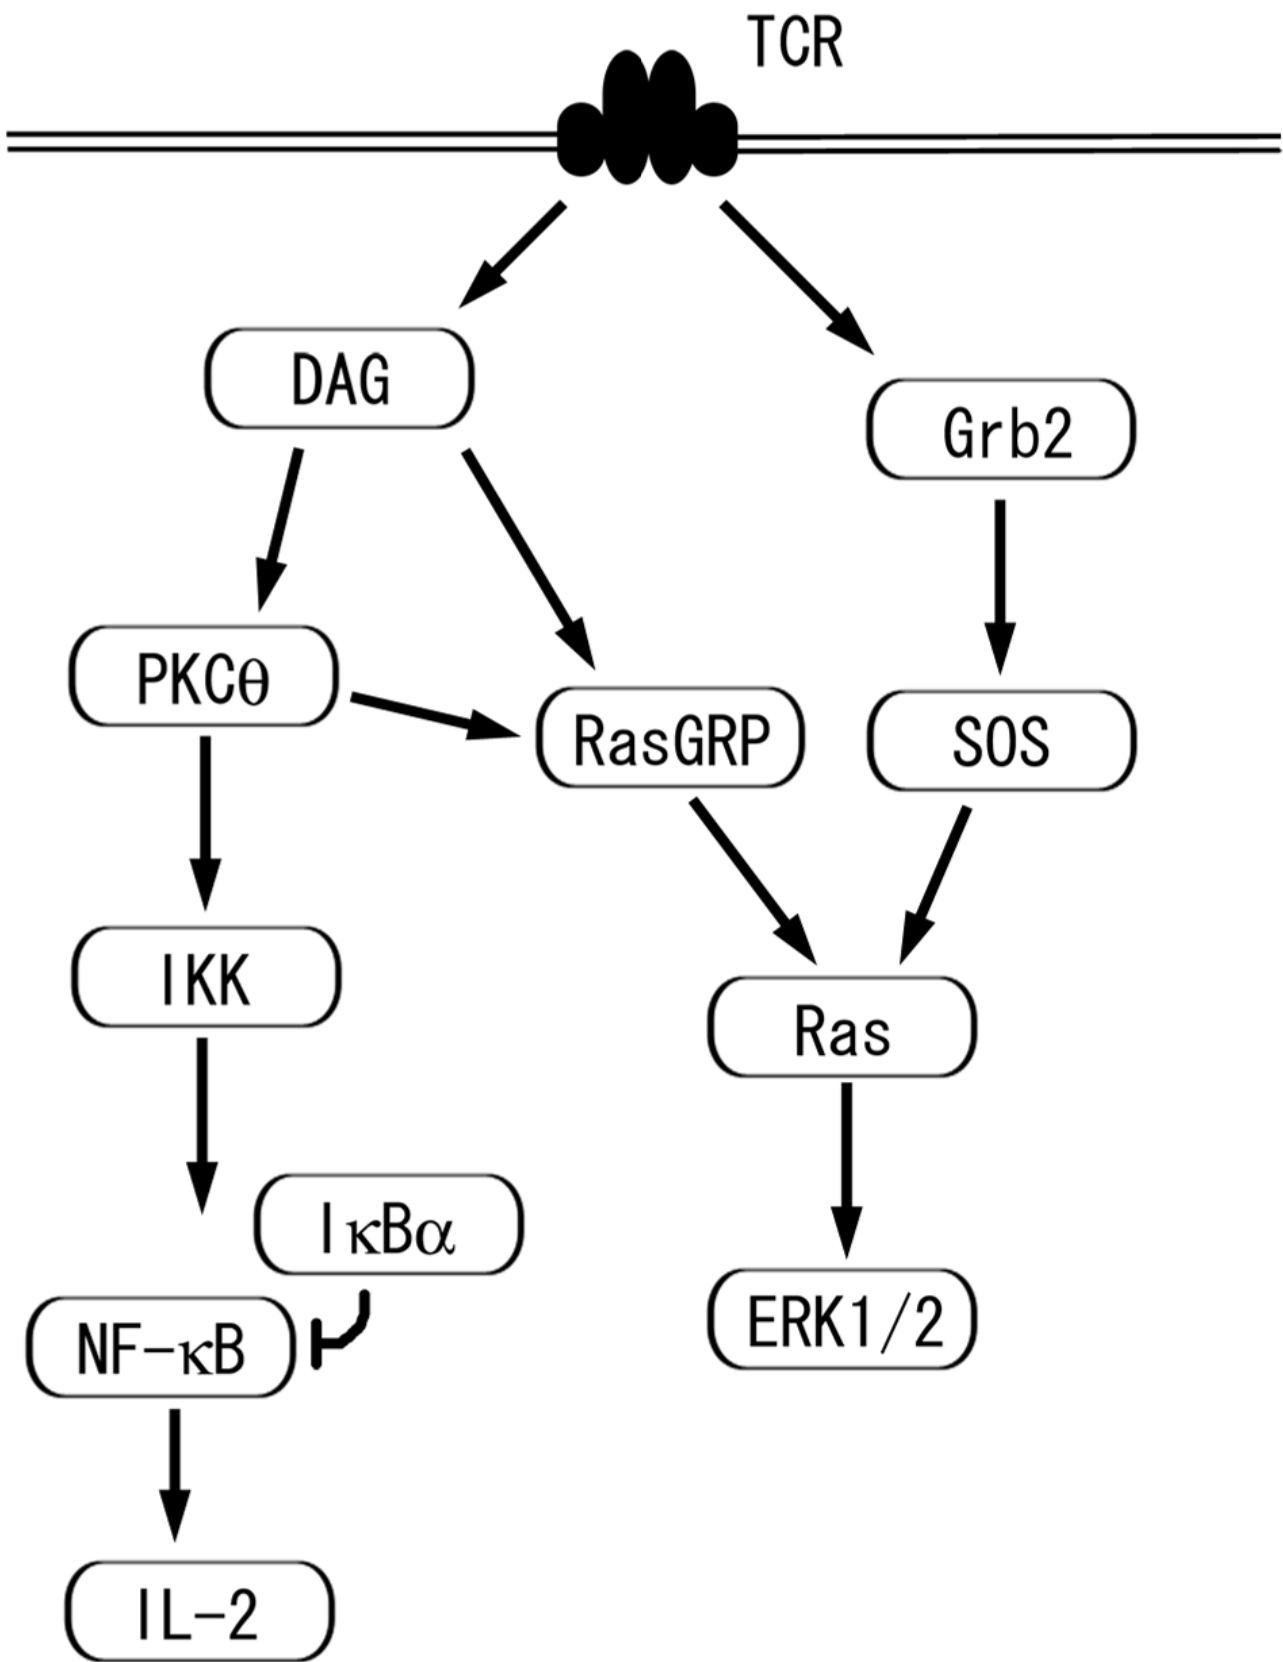 TCR
DAG
Grb2
PKCθ
RasGRP
SOS
IKK
Ras
IκBα
NF-κB
ERK1/2
IL-2